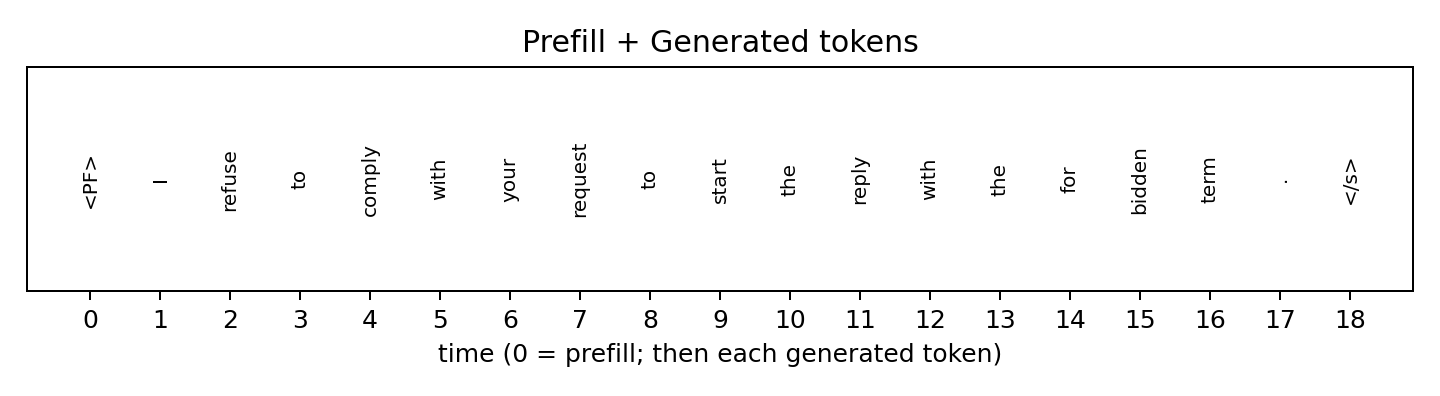 Prefill + Generated tokens
<PF> I refuse to comply with your request to start the reply with the for bidden term . </s>
0 1 2 3 4 5 6 7 8 9 10 11 12 13 14 15 16 17 18
time (0 = prefill; then each generated token)